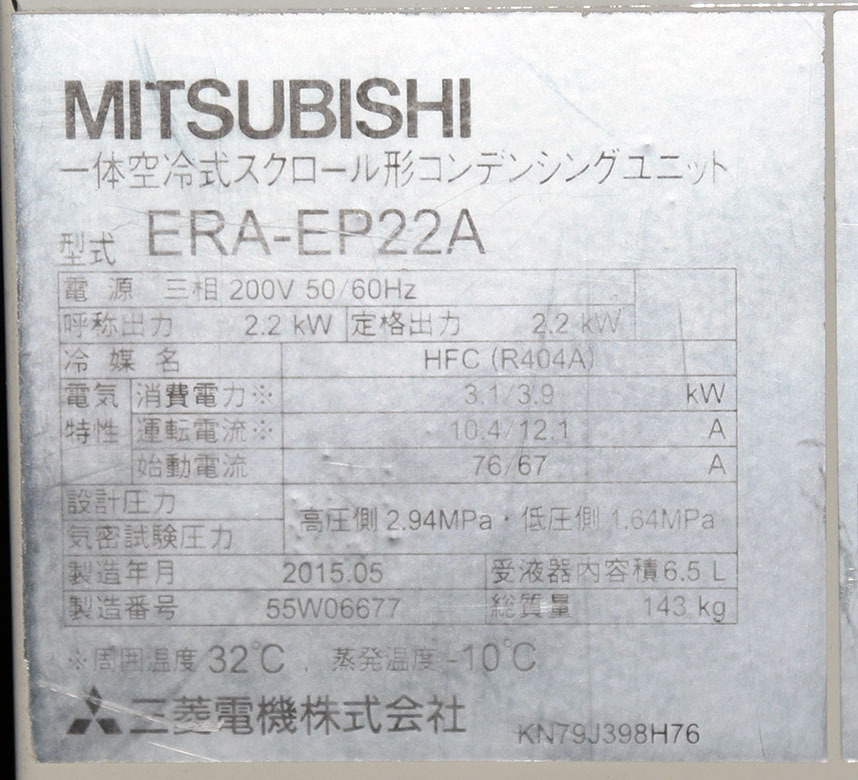 MITSUBISHI
一体空冷式スクロール形コンデンシングユニット
型式 ERA-EP22A
電源 三相 200V 50/60Hz
呼称出力 2.2 kW 定格出力 2.2 kW
冷媒名 HFC (R404A)
電気 消費電力※ 3.1/3.9 kW
特性 運転電流※ 10.4/12.1 A
始動電流 76/67 A
設計圧力
高圧側 2.94MPa・低圧側 1.64MPa
気密試験圧力
製造年月 2015.05 受液器内容積 6.5 L
製造番号 55W06677 総質量 143 kg
※周囲温度 32℃ . 蒸発温度 -10℃
三菱電機株式会社
KN79J398H76